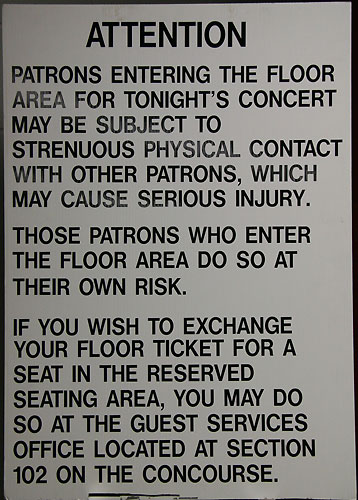 ATTENTION
PATRONS ENTERING THE FLOOR
AREA FOR TONIGHT'S CONCERT
MAY BE SUBJECT TO
STRENUOUS PHYSICAL CONTACT
WITH OTHER PATRONS, WHICH
MAY CAUSE SERIOUS INJURY.
THOSE PATRONS WHO ENTER
THE FLOOR AREA DO SO AT
THEIR OWN RISK.
IF YOU WISH TO EXCHANGE
YOUR FLOOR TICKET FOR A
SEAT IN THE RESERVED
SEATING AREA, YOU MAY DO
SO AT THE GUEST SERVICES
OFFICE LOCATED AT SECTION
102 ON THE CONCOURSE.